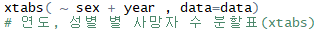 xtabs( ~ sex + year , data=data)
# 연도, 성별 별 사망자 수 분할표(xtabs)